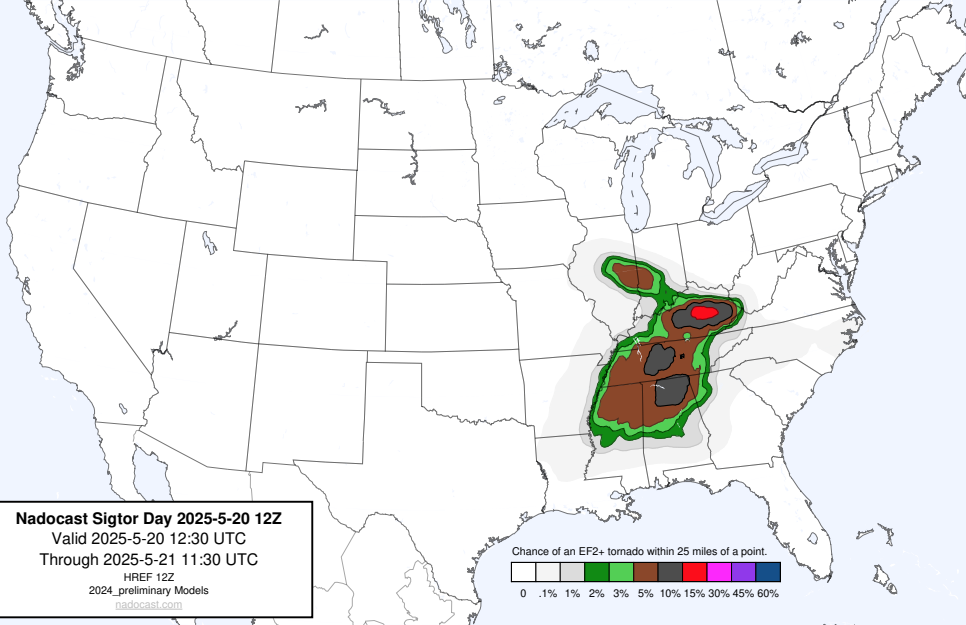 Nadocast Sigtor Day 2025-5-20 12Z
Valid 2025-5-20 12:30 UTC
Through 2025-5-21 11:30 UTC
HREF 12Z
2024_preliminary Models
nadocast.com
Chance of an EF2+ tornado within 25 miles of a point.
0 .1% 1% 2% 3% 5% 10% 15% 30% 45% 60%